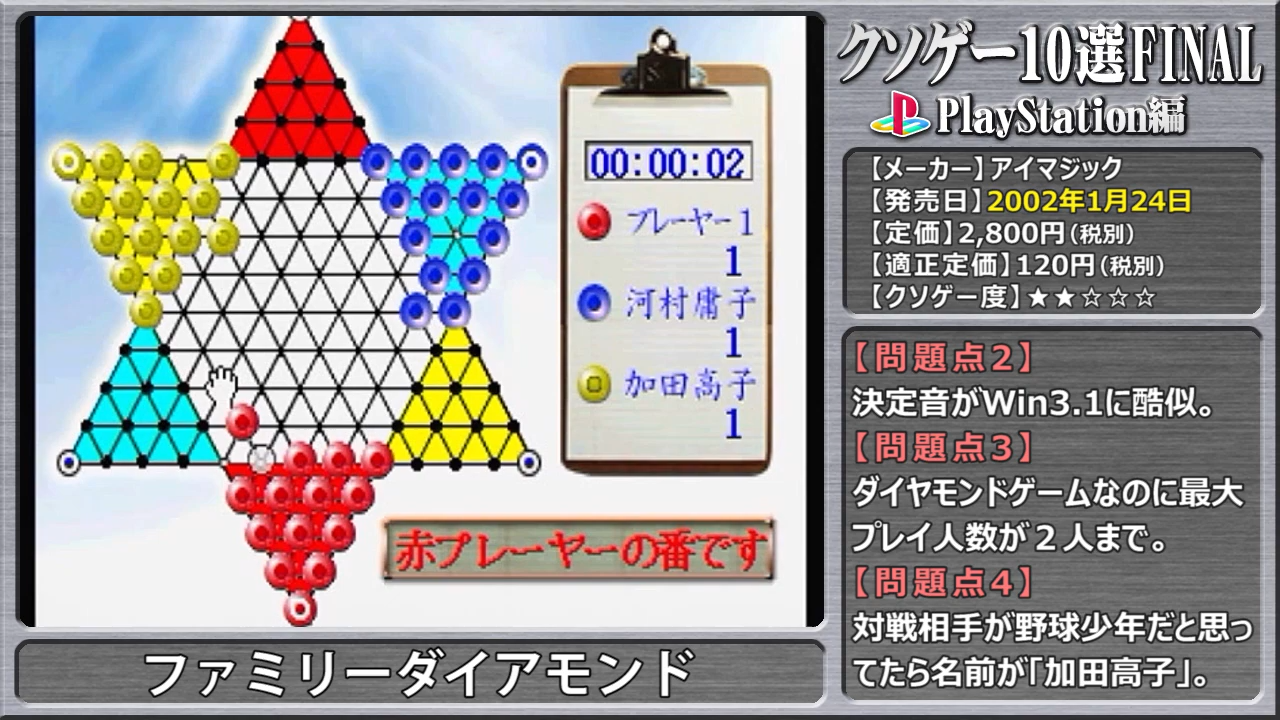 クソゲー10選FINAL
PlayStation編
【メーカー】アイマジック
【発売日】2002年1月24日
【定価】2,800円(税別)
【適正定価】120円(税別)
【クソゲー度】★★☆☆☆
00:00:02
プレーヤー1
1
河村庸子
1
加田高子
1
赤プレーヤーの番です
【問題点2】
決定音がWin3.1に酷似。
【問題点3】
ダイヤモンドゲームなのに最大
プレイ人数が2人まで。
【問題点4】
対戦相手が野球少年だと思っ
てたら名前が「加田高子」。
ファミリーダイアモンド